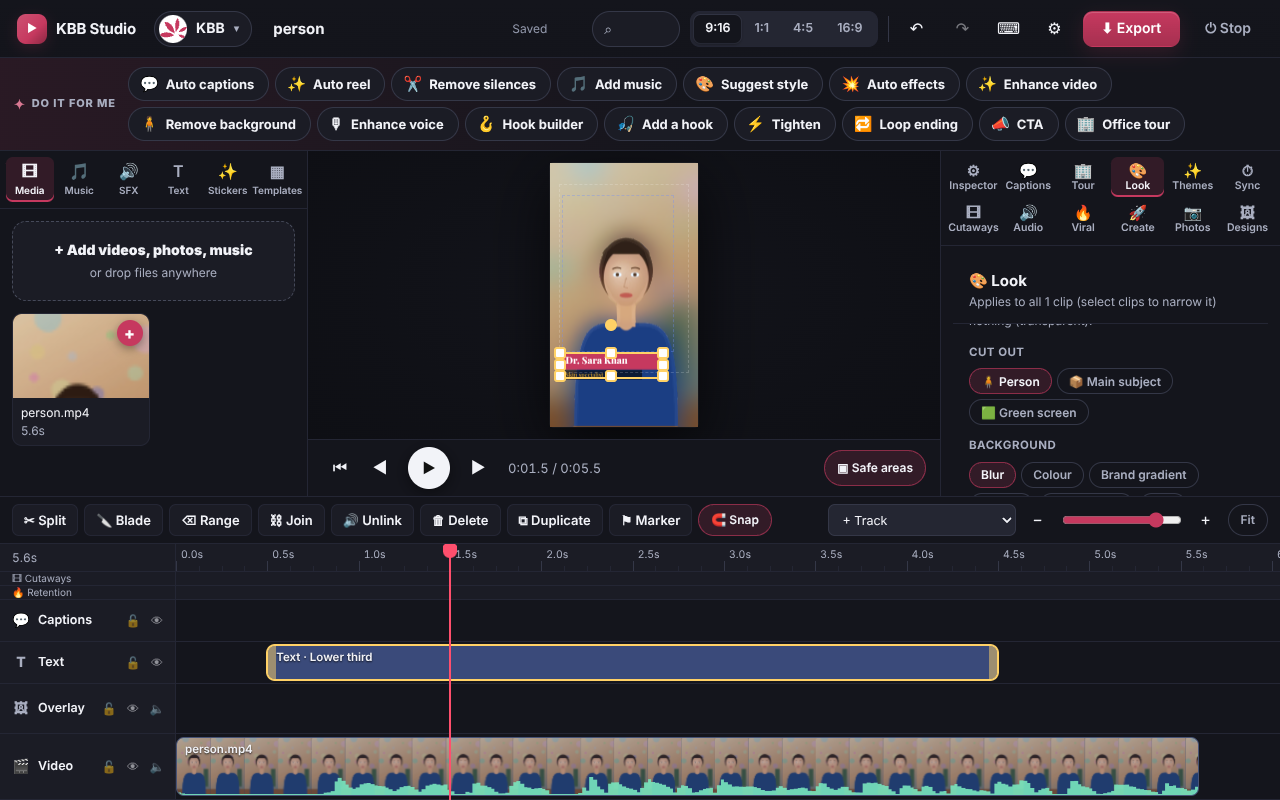 KBB Studio
KBB
person
Saved
9:16
1:1
4:5
16:9
Export
Stop
DO IT FOR ME
Auto captions
Auto reel
Remove silences
Add music
Suggest style
Auto effects
Enhance video
Remove background
Enhance voice
Hook builder
Add a hook
Tighten
Loop ending
CTA
Office tour
Media
Music
SFX
Text
Stickers
Templates
+ Add videos, photos, music
or drop files anywhere
person.mp4
5.6s
Dr. Sara Khan
0:01.5 / 0:05.5
Safe areas
Inspector
Captions
Tour
Look
Themes
Sync
Cutaways
Audio
Viral
Create
Photos
Designs
Look
Applies to all 1 clip (select clips to narrow it)
nothing (transparent).
CUT OUT
Person
Main subject
Green screen
BACKGROUND
Blur
Colour
Brand gradient
Split
Blade
Range
Join
Unlink
Delete
Duplicate
Marker
Snap
+ Track
Fit
5.6s
0.0s
0.5s
1.0s
1.5s
2.0s
2.5s
3.0s
3.5s
4.0s
4.5s
5.0s
5.5s
Cutaways
Retention
Captions
Text
Text · Lower third
Overlay
Video
person.mp4